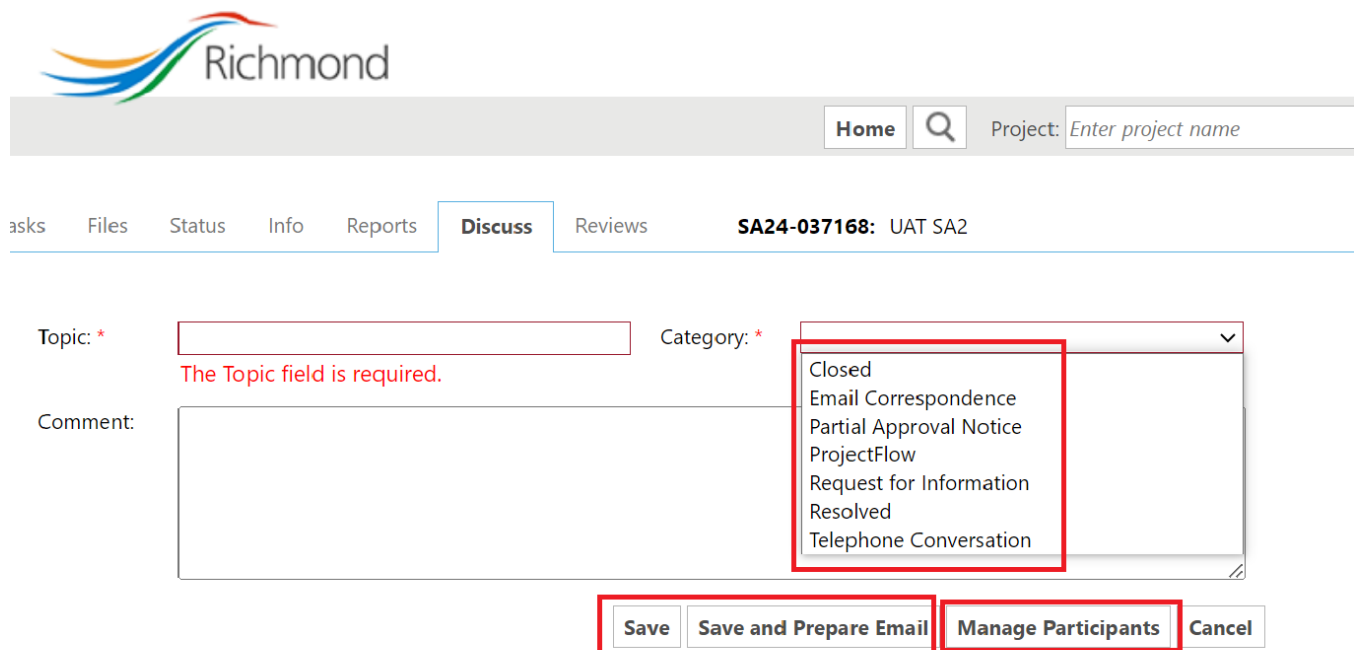 Richmond
Home Project: Enter project name
asks Files Status Info Reports Discuss Reviews SA24-037168: UAT SA2
Topic: * Category: *
The Topic field is required.
Closed
Email Correspondence
Partial Approval Notice
ProjectFlow
Request for Information
Resolved
Telephone Conversation
Comment:
Save Save and Prepare Email Manage Participants Cancel